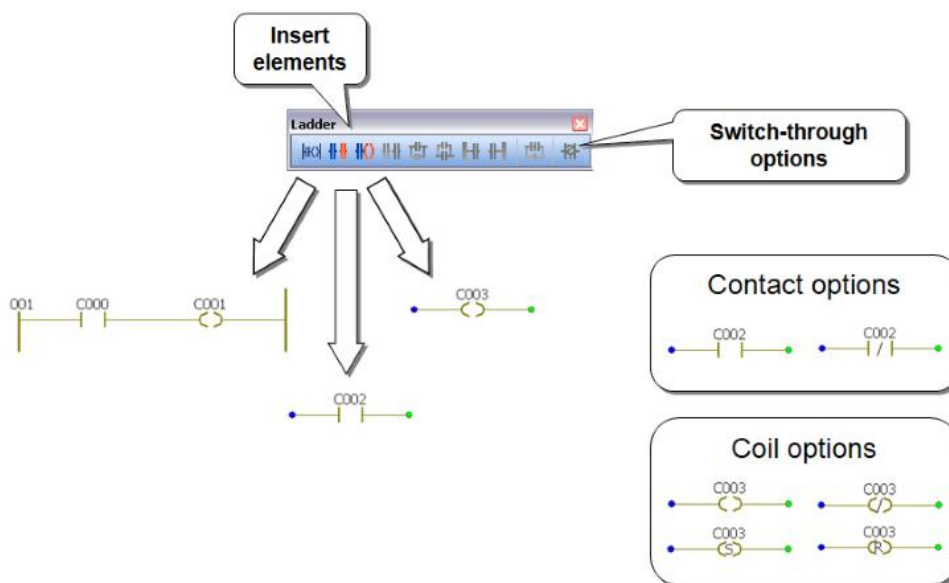 Insert
elements
Ladder
Switch-through
options
001 C000 C001
C003
C002
Contact options
C002 C002
/
Coil options
C003 C003
/
C003 C003
S R